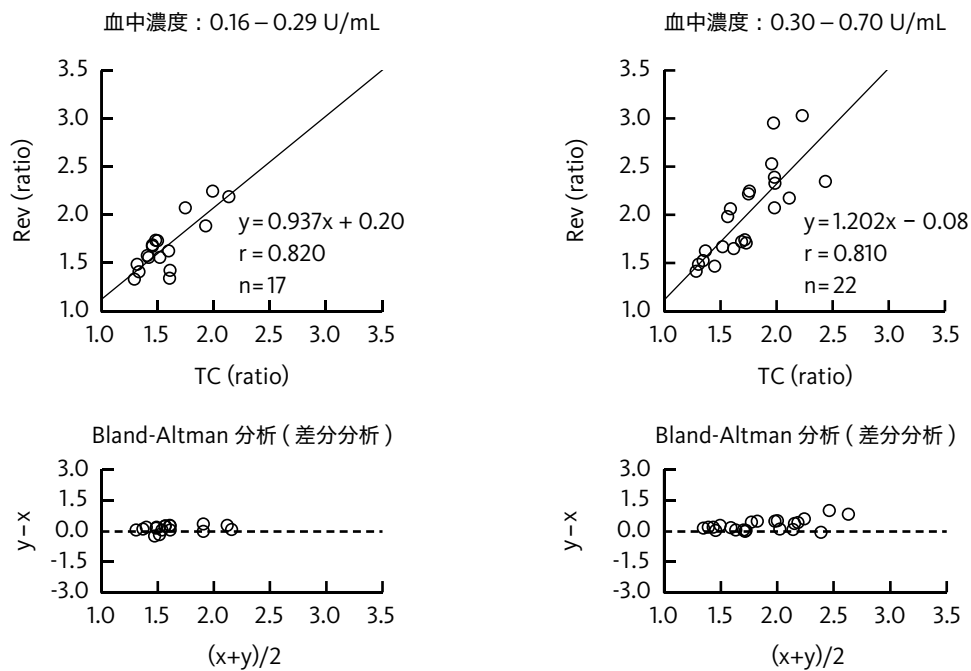 血中濃度：0.16 – 0.29 U/mL
3.5
3.0
2.5
2.0
1.5
1.0
Rev (ratio)
y = 0.937x + 0.20
r = 0.820
n = 17
1.0 1.5 2.0 2.5 3.0 3.5
TC (ratio)
血中濃度：0.30 – 0.70 U/mL
3.5
3.0
2.5
2.0
1.5
1.0
Rev (ratio)
y = 1.202x – 0.08
r = 0.810
n = 22
1.0 1.5 2.0 2.5 3.0 3.5
TC (ratio)
Bland-Altman 分析 ( 差分分析 )
3.0
1.5
0.0
-1.5
-3.0
y – x
1.0 1.5 2.0 2.5 3.0 3.5
(x+y)/2
Bland-Altman 分析 ( 差分分析 )
3.0
1.5
0.0
-1.5
-3.0
y – x
1.0 1.5 2.0 2.5 3.0 3.5
(x+y)/2